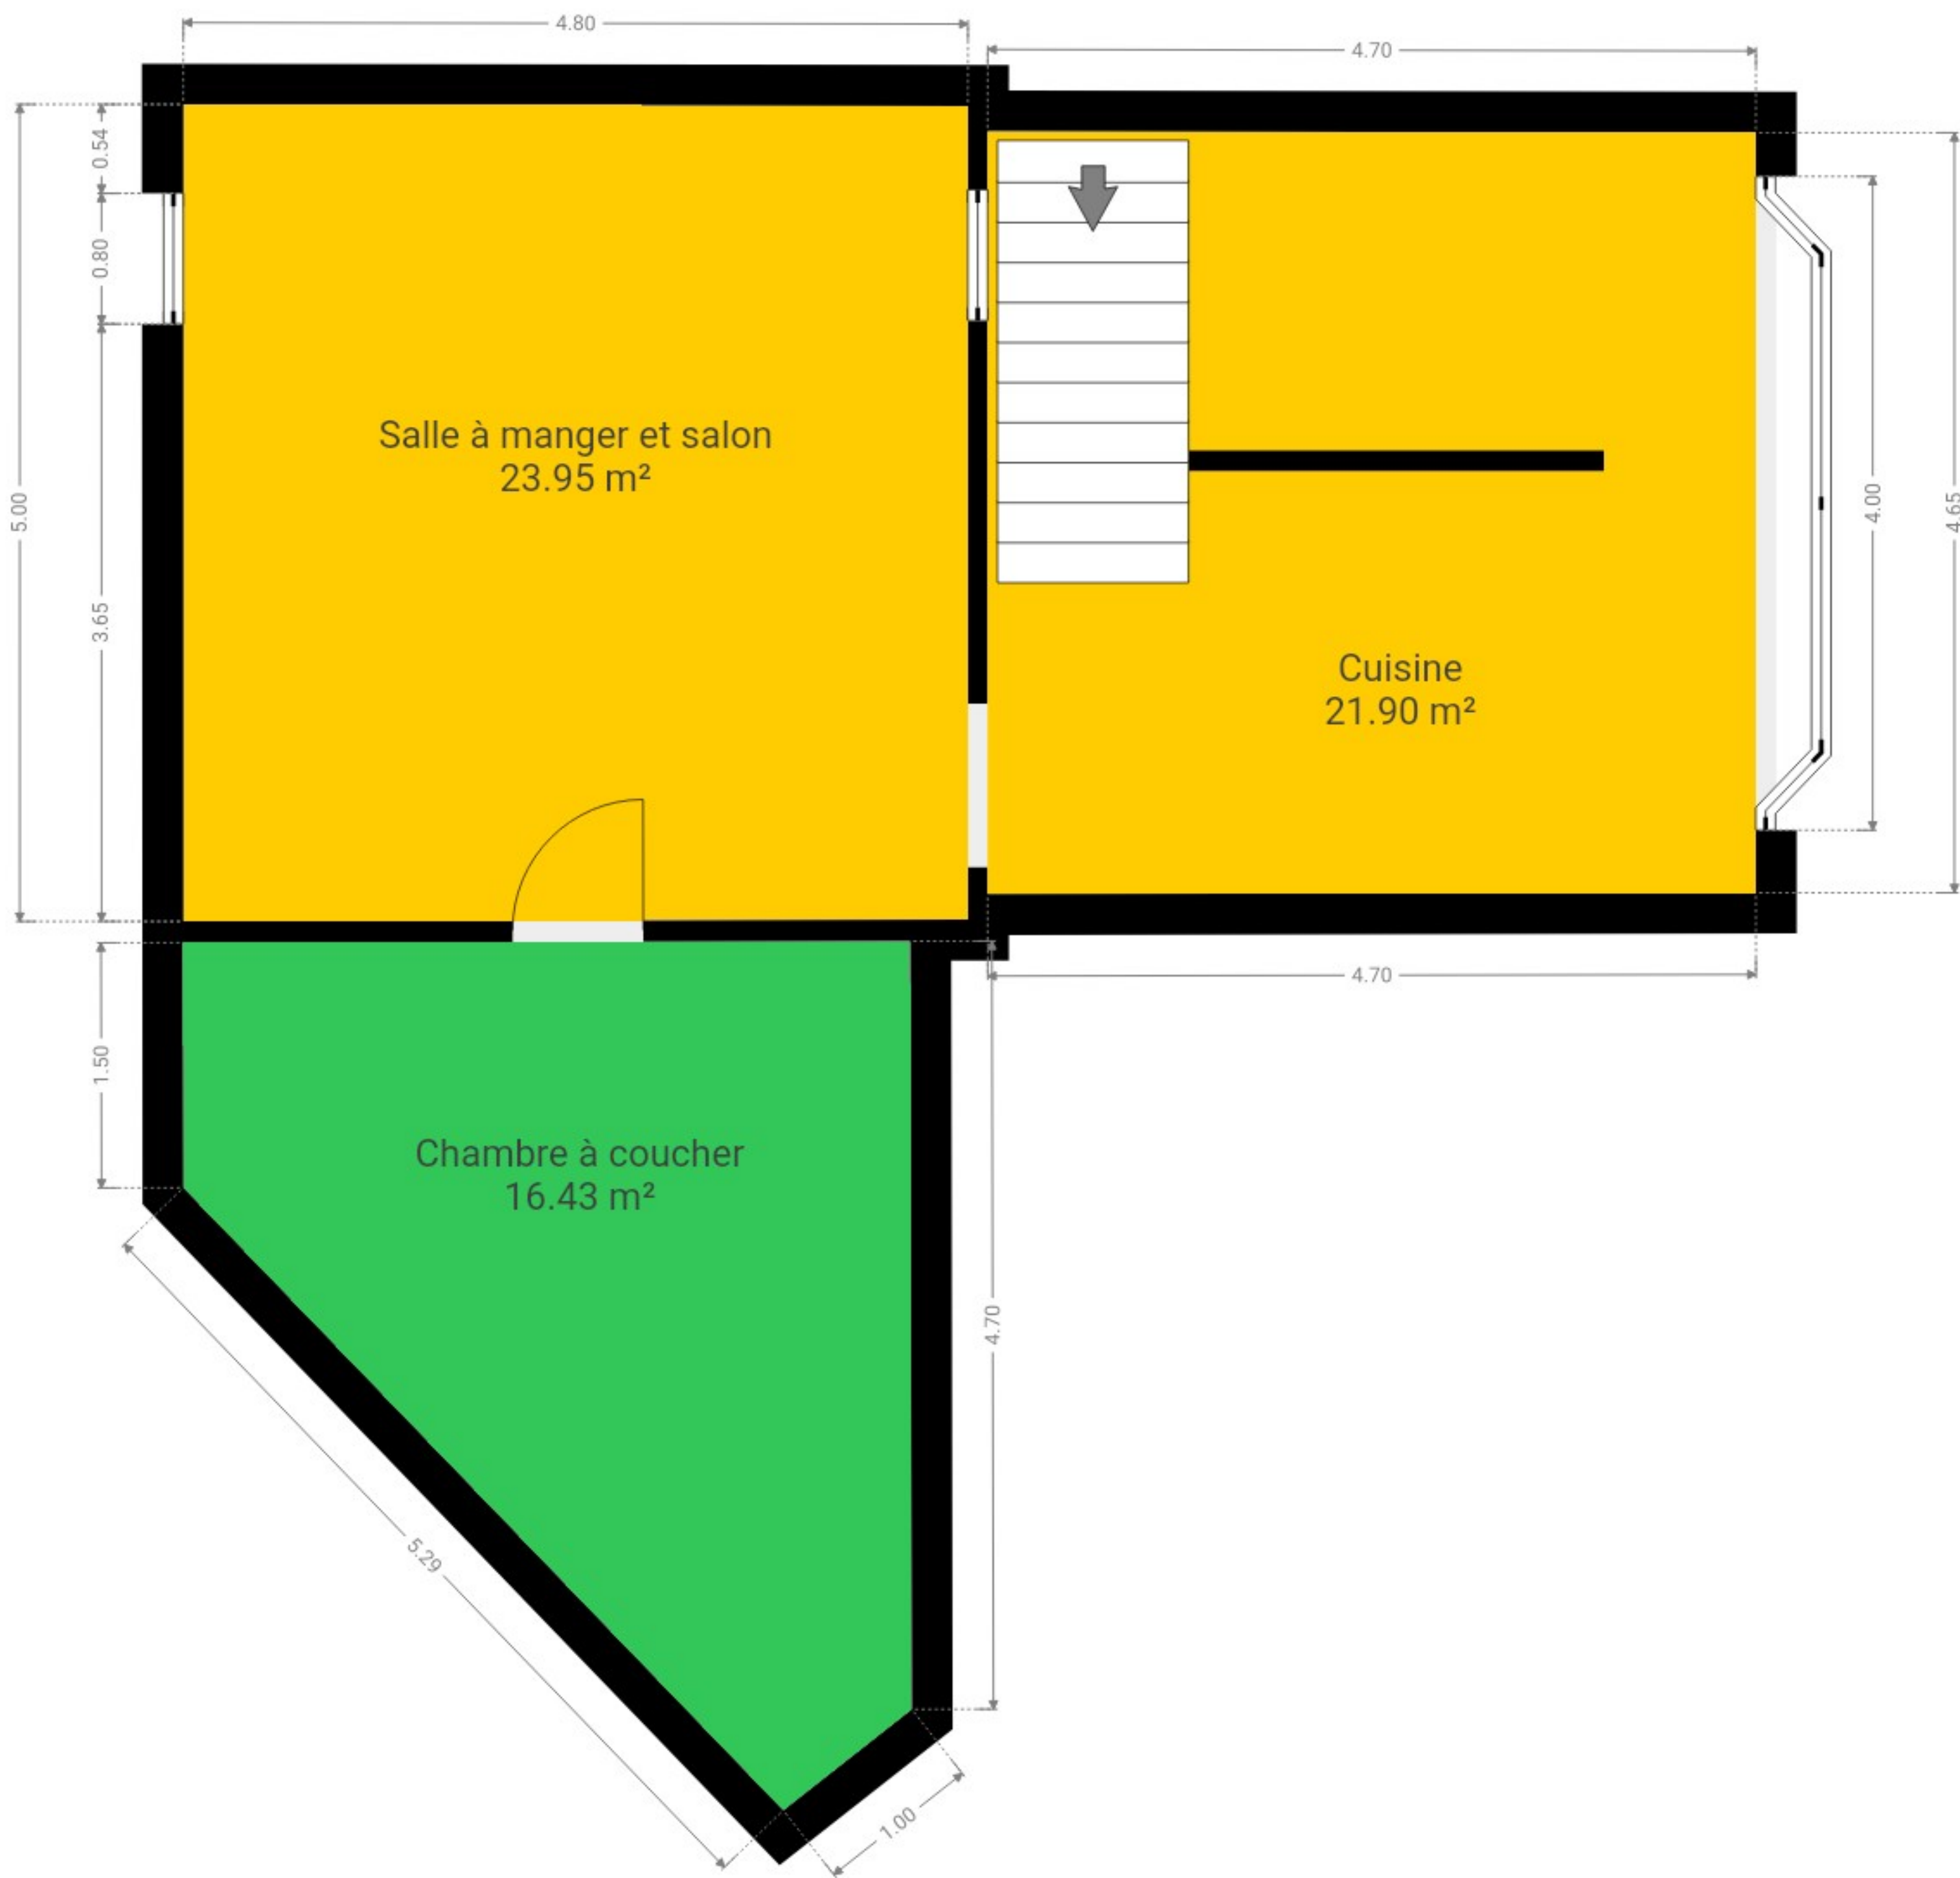 4.80
4.70
0.54
0.80
Salle à manger et salon
23.95 m²
5.00
4.00
4.65
3.65
Cuisine
21.90 m²
4.70
1.50
Chambre à coucher
16.43 m²
4.70
5.29
1.00